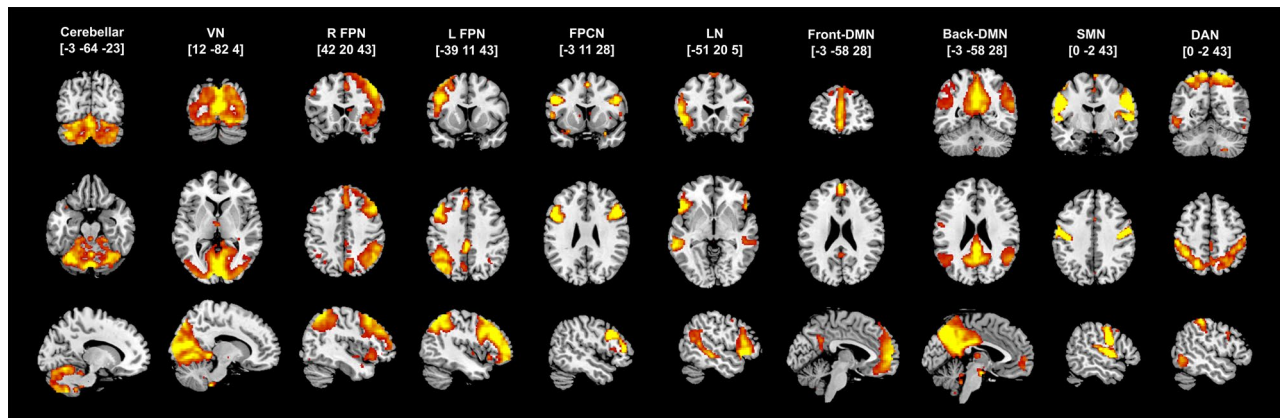 Cerebellar
[-3 -64 -23]
VN
[12 -82 4]
R FPN
[42 20 43]
L FPN
[-39 11 43]
FPCN
[-3 11 28]
LN
[-51 20 5]
Front-DMN
[-3 -58 28]
Back-DMN
[-3 -58 28]
SMN
[0 -2 43]
DAN
[0 -2 43]